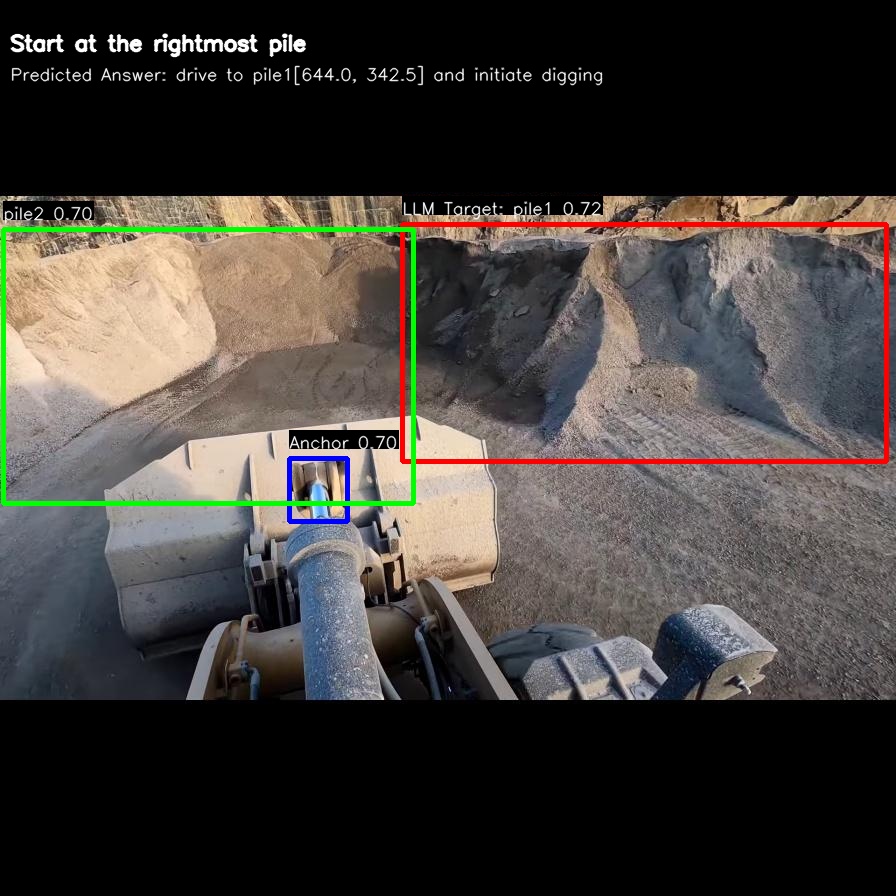 Start at the rightmost pile
Predicted Answer: drive to pile1[644.0, 342.5] and initiate digging
pile2 0.70
LLM Target: pile1 0.72
Anchor 0.70